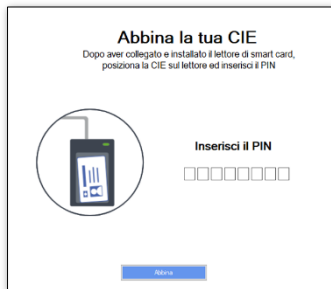 Abbina la tua CIE
Dopo aver collegato e installato il lettore di smart card,
posiziona la CIE sul lettore ed inserisci il PIN
Inserisci il PIN
Abbina